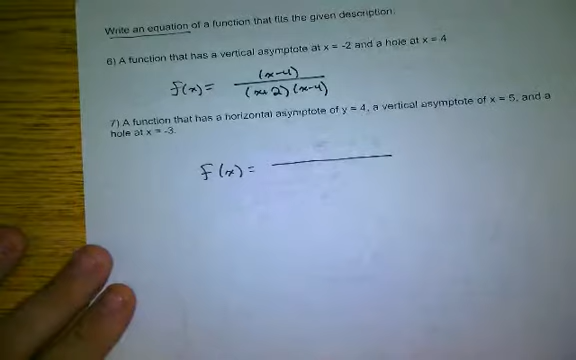 Write an equation of a function that fits the given description.
6) A function that has a vertical asymptote at x = -2 and a hole at x = 4
f(x) = (x-4)
(x+2)(x-4)
7) A function that has a horizontal asymptote of y = 4, a vertical asymptote of x = 5, and a
hole at x = -3.
f(x) =